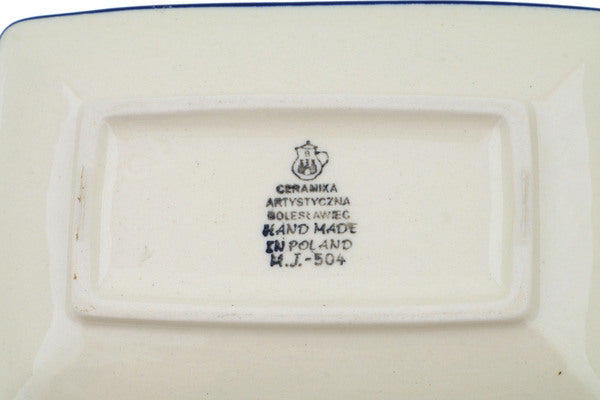 CERAMIKA
ARTYSTYCZNA
BOLESŁAWIEC
HAND MADE
IN POLAND
M.J.-504